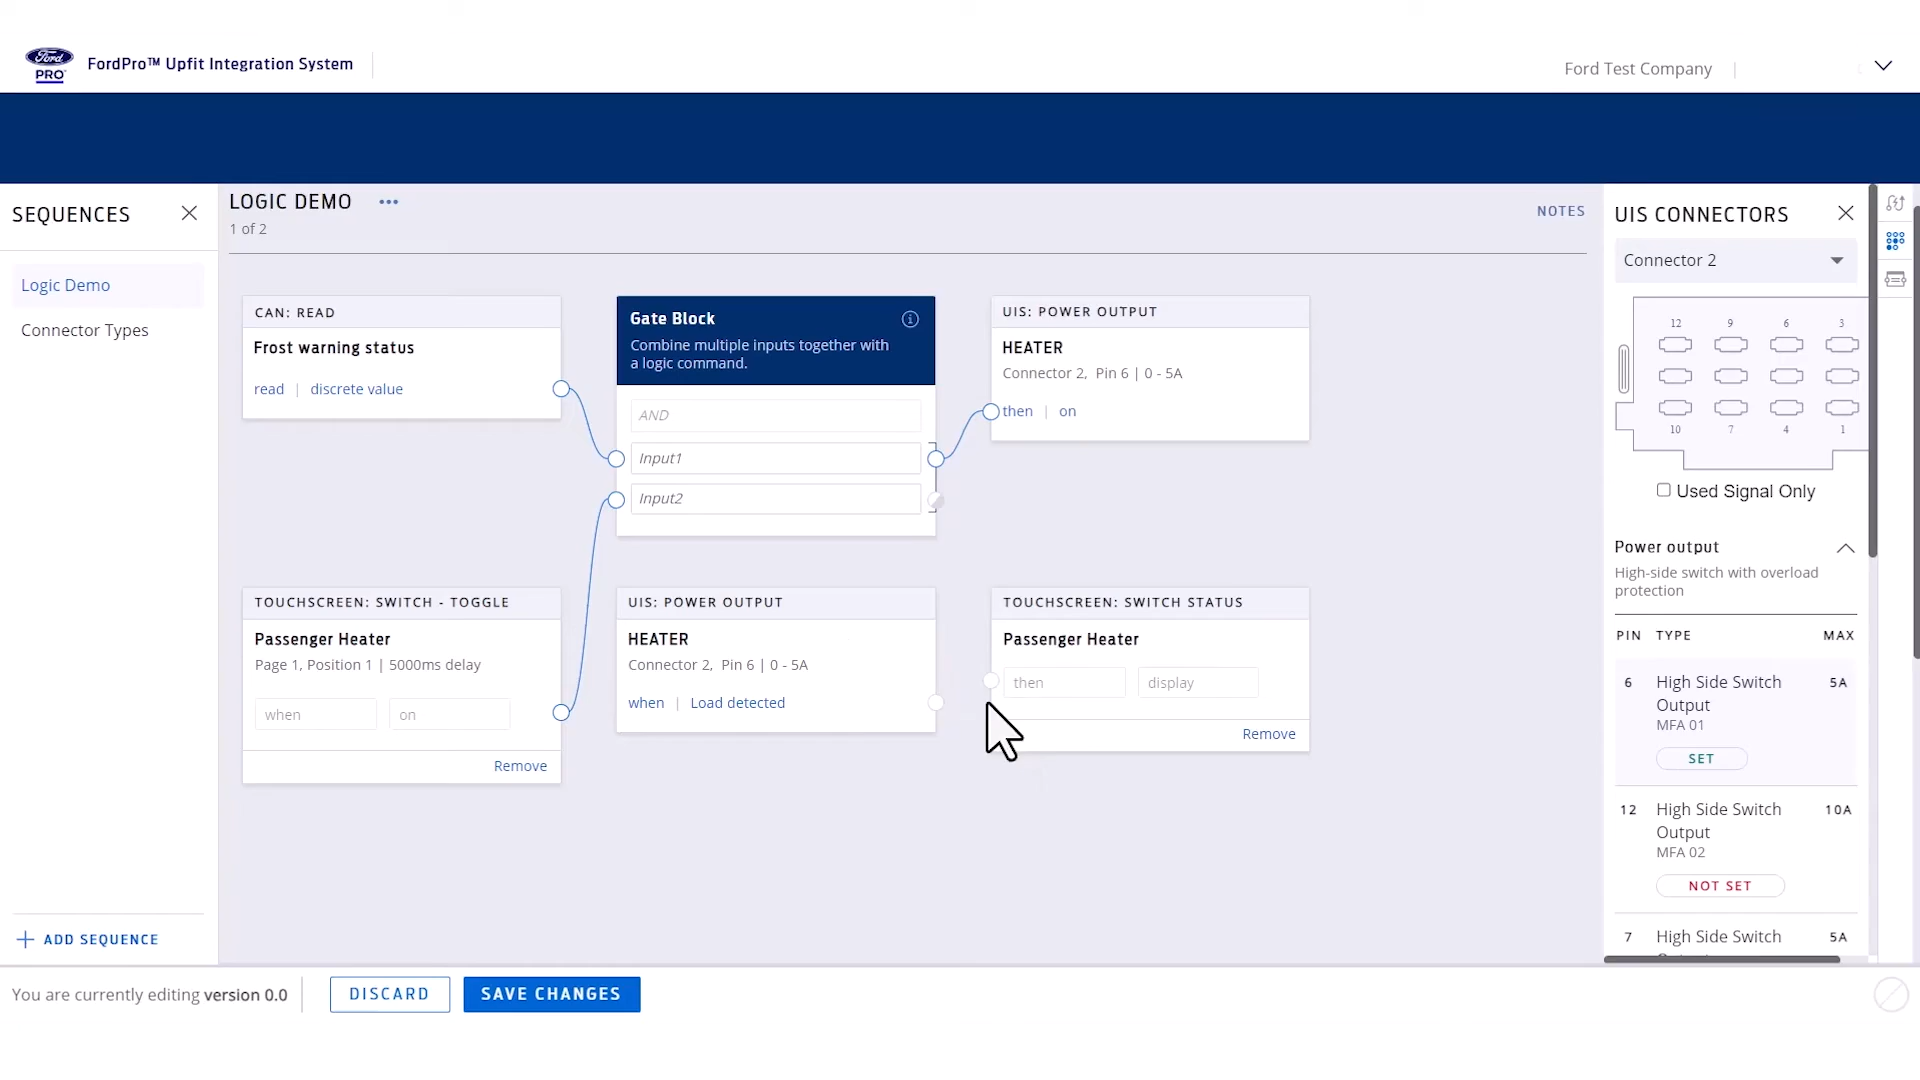 Ford
PRO
FordPro™ Upfit Integration System
Ford Test Company
SEQUENCES
Logic Demo
Connector Types
ADD SEQUENCE
LOGIC DEMO
1 of 2
NOTES
CAN: READ
Frost warning status
read | discrete value
Gate Block
Combine multiple inputs together with
a logic command.
AND
Input1
Input2
UIS: POWER OUTPUT
HEATER
Connector 2, Pin 6 | 0 - 5A
then | on
TOUCHSCREEN: SWITCH - TOGGLE
Passenger Heater
Page 1, Position 1 | 5000ms delay
when on
Remove
UIS: POWER OUTPUT
HEATER
Connector 2, Pin 6 | 0 - 5A
when | Load detected
TOUCHSCREEN: SWITCH STATUS
Passenger Heater
then display
Remove
UIS CONNECTORS
Connector 2
12 9 6 3
10 7 4 1
Used Signal Only
Power output
High-side switch with overload
protection
PIN TYPE MAX
6 High Side Switch 5A
Output
MFA 01
SET
12 High Side Switch 10A
Output
MFA 02
NOT SET
7 High Side Switch 5A
You are currently editing version 0.0
DISCARD
SAVE CHANGES